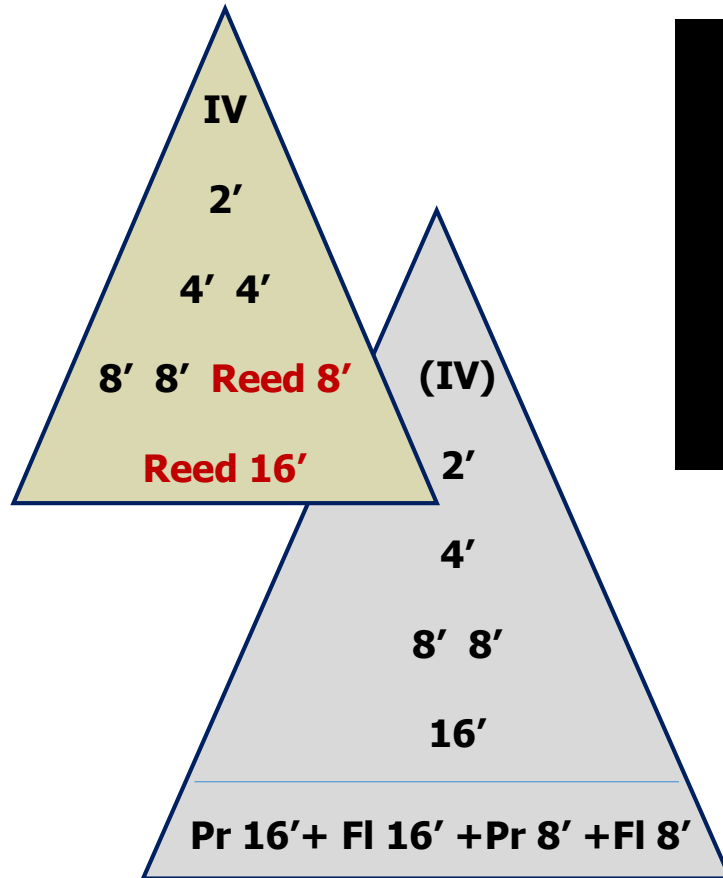 IV
2′
4′ 4′
8′ 8′ Reed 8′
Reed 16′
(IV)
2′
4′
8′ 8′
16′
Pr 16′+ Fl 16′ +Pr 8′ +Fl 8′